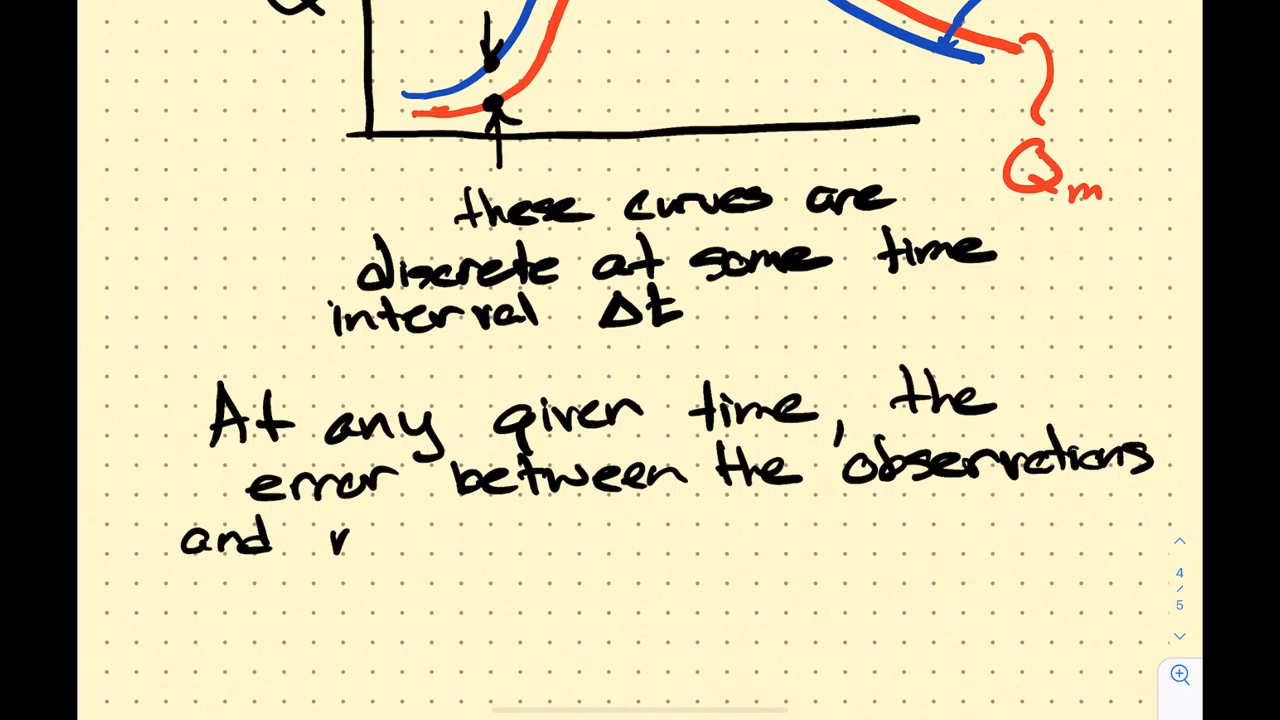 Q
Qm
these curves are
discrete at some time
interval Δt
At any given time, the
error between the observations
and
4
/
5